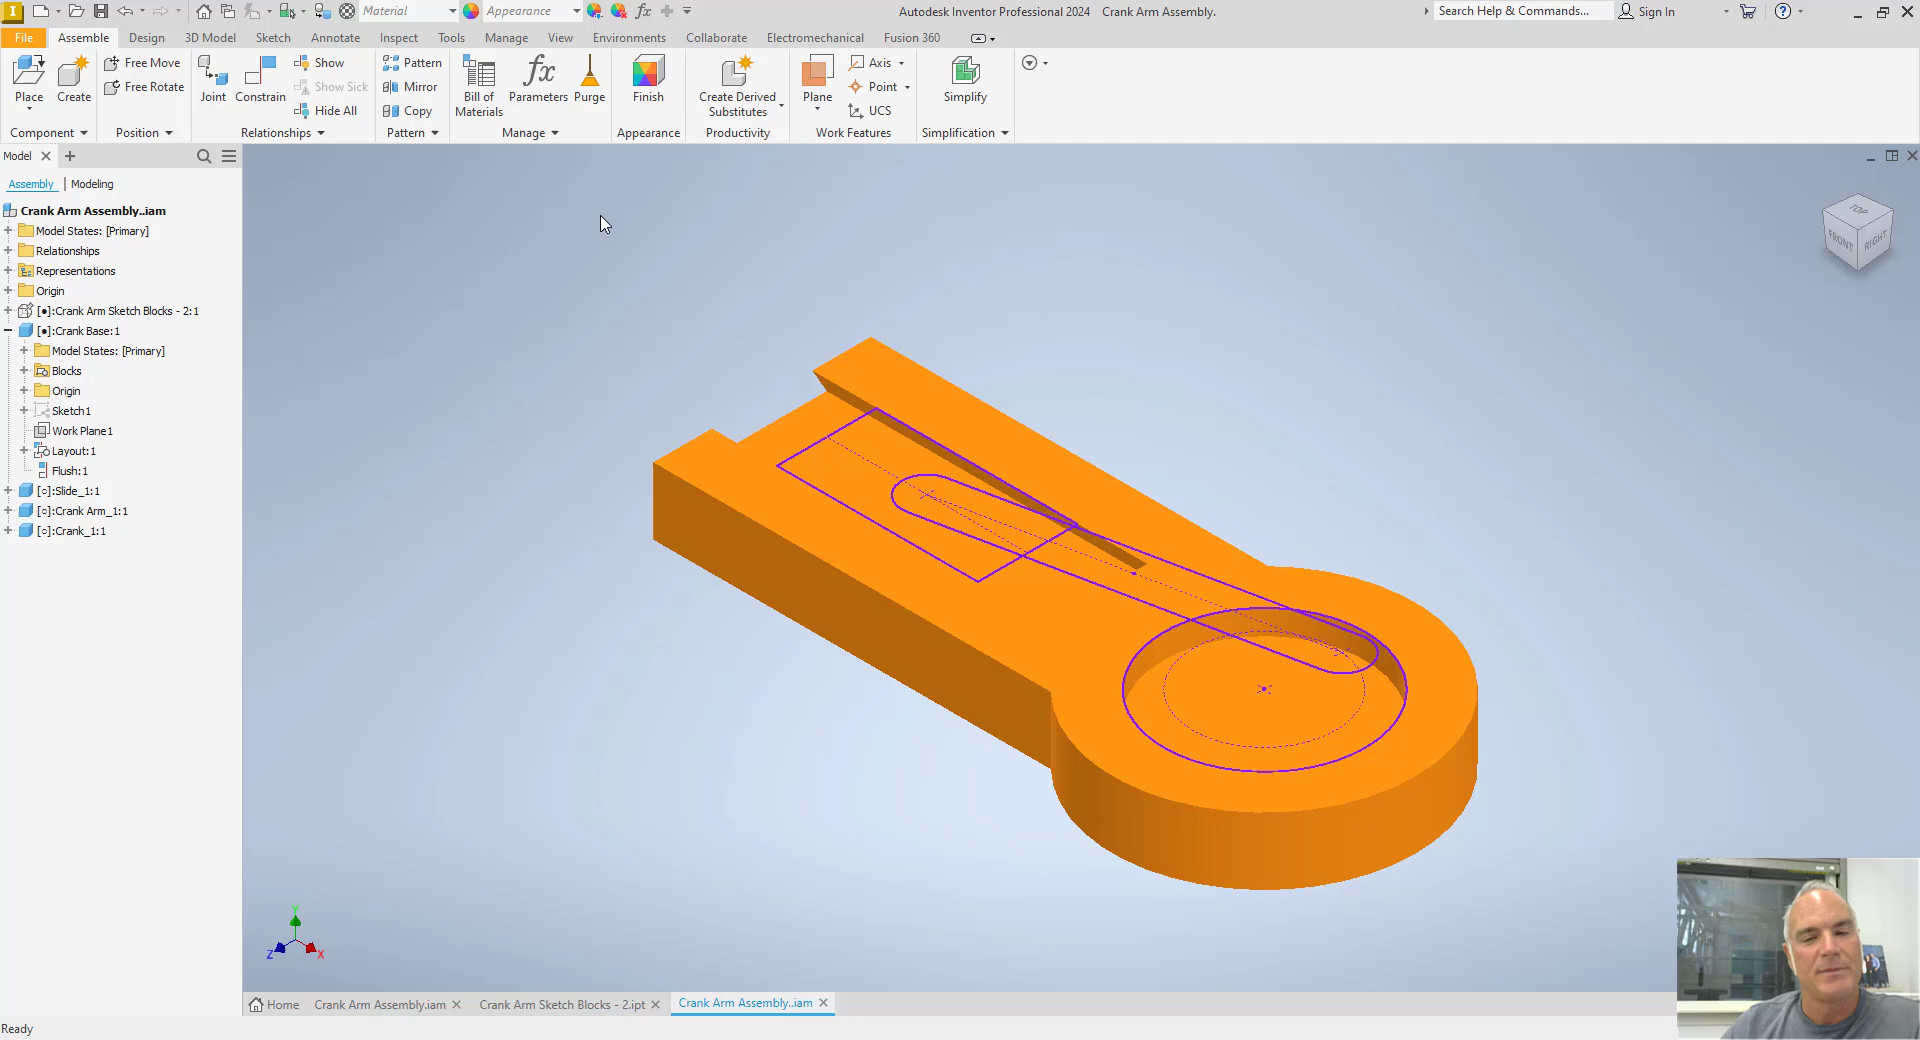 Material
Appearance
Autodesk Inventor Professional 2024 Crank Arm Assembly.
Search Help & Commands...
Sign In
File Assemble Design 3D Model Sketch Annotate Inspect Tools Manage View Environments Collaborate Electromechanical Fusion 360
Place
Create
Component
Free Move
Free Rotate
Position
Joint
Constrain
Show
Show Sick
Hide All
Relationships
Pattern
Mirror
Copy
Pattern
Bill of
Materials
Parameters
Purge
Manage
Finish
Appearance
Create Derived
Substitutes
Productivity
Plane
Axis
Point
UCS
Work Features
Simplify
Simplification
Model
Assembly | Modeling
Crank Arm Assembly..iam
Model States: [Primary]
Relationships
Representations
Origin
[●]:Crank Arm Sketch Blocks - 2:1
[●]:Crank Base:1
Model States: [Primary]
Blocks
Origin
Sketch1
Work Plane1
Layout:1
Flush:1
[○]:Slide_1:1
[○]:Crank Arm_1:1
[○]:Crank_1:1
TOP
FRONT
RIGHT
Y
Z
X
Home
Crank Arm Assembly.iam
Crank Arm Sketch Blocks - 2.ipt
Crank Arm Assembly..iam
Ready